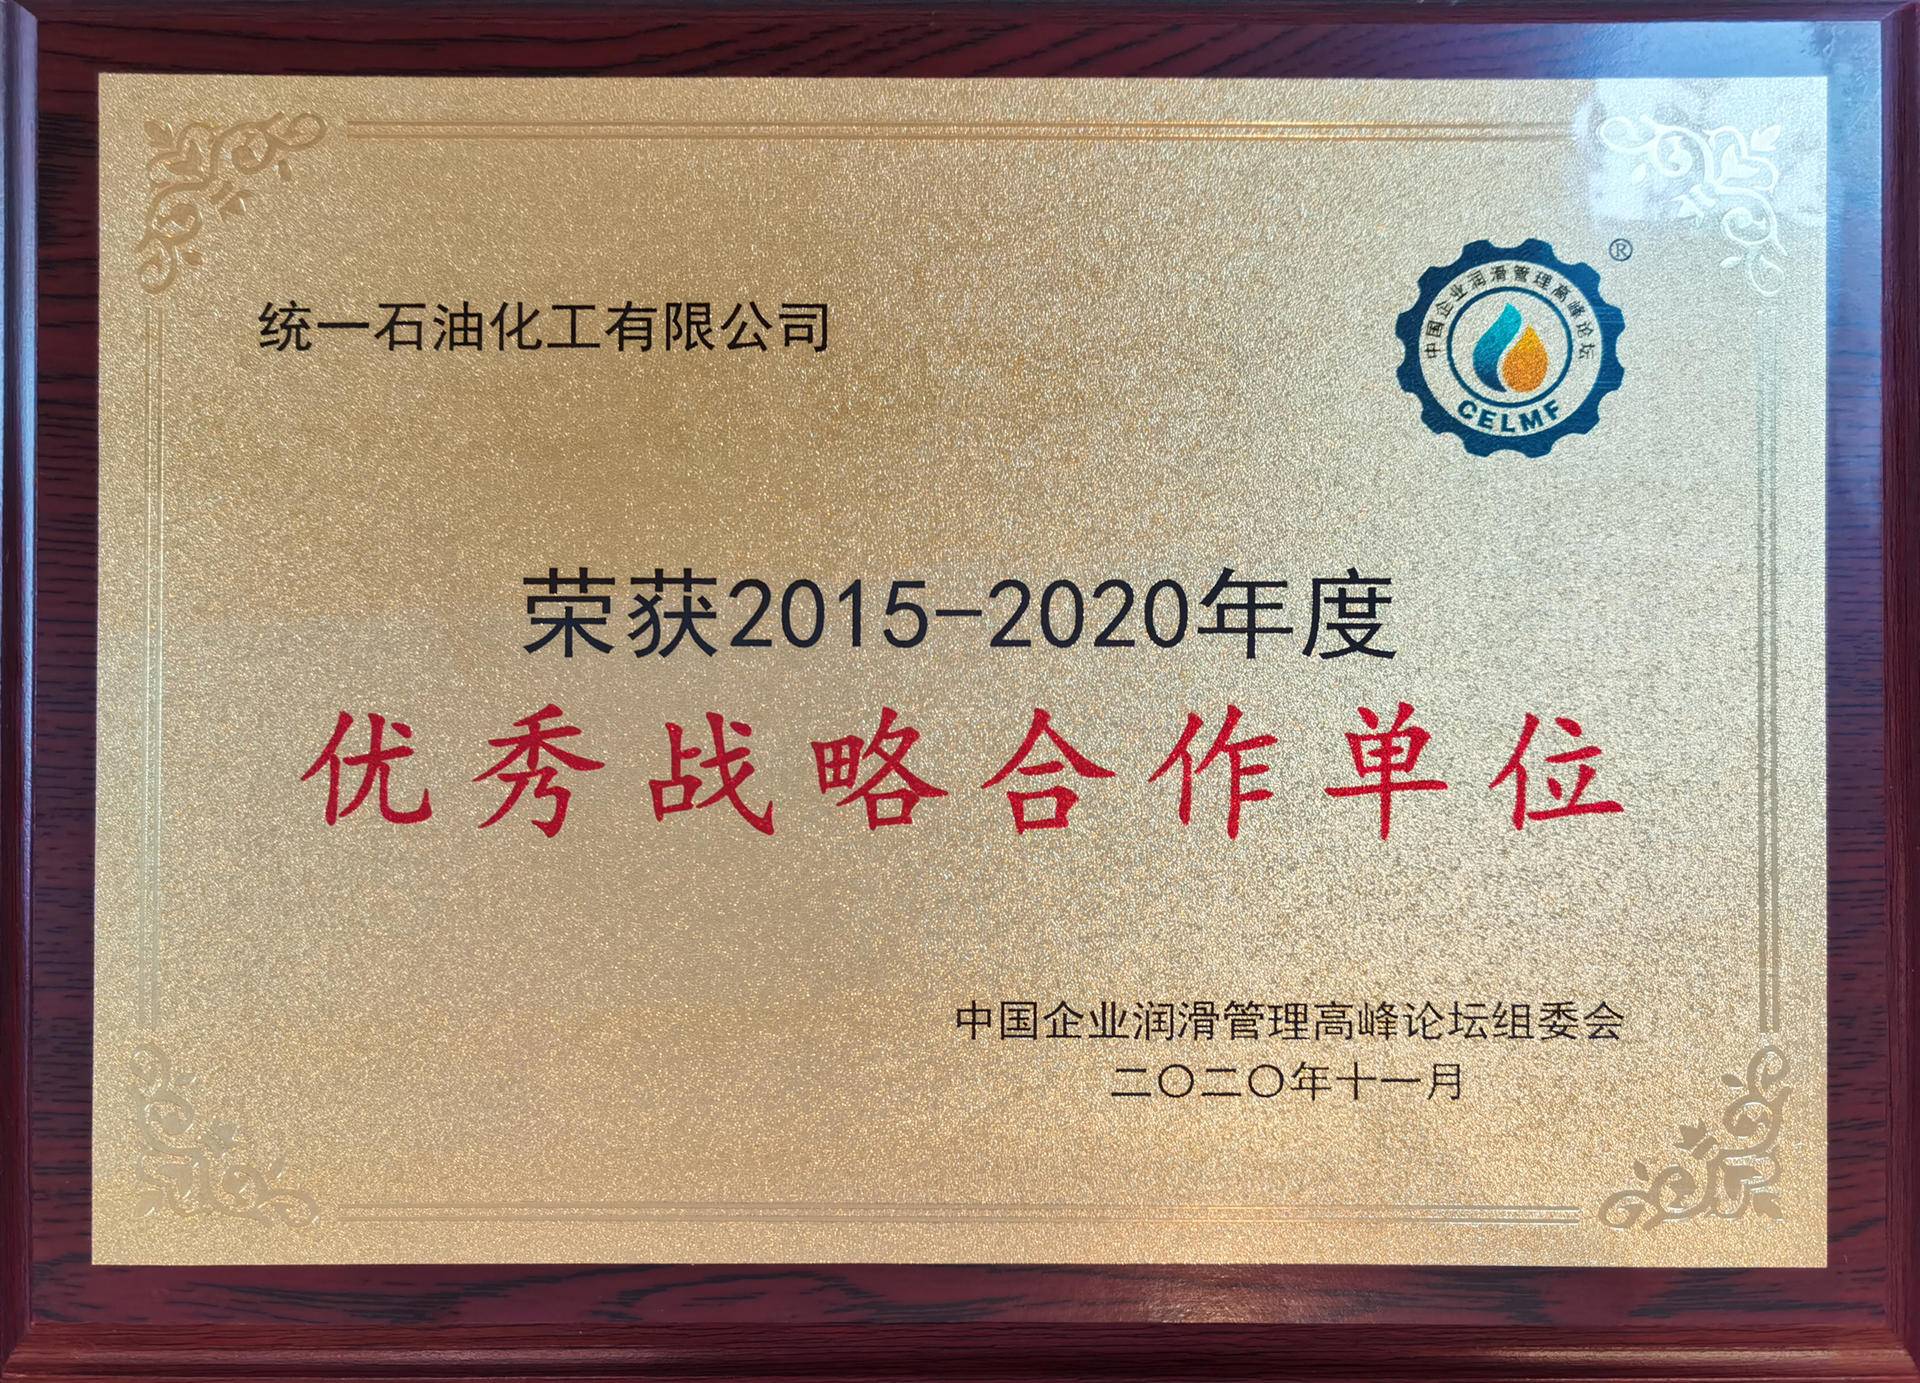 统一石油化工有限公司
®
中国企业润滑管理高峰论坛
CELMF
荣获2015-2020年度
优秀战略合作单位
中国企业润滑管理高峰论坛组委会
二〇二〇年十一月